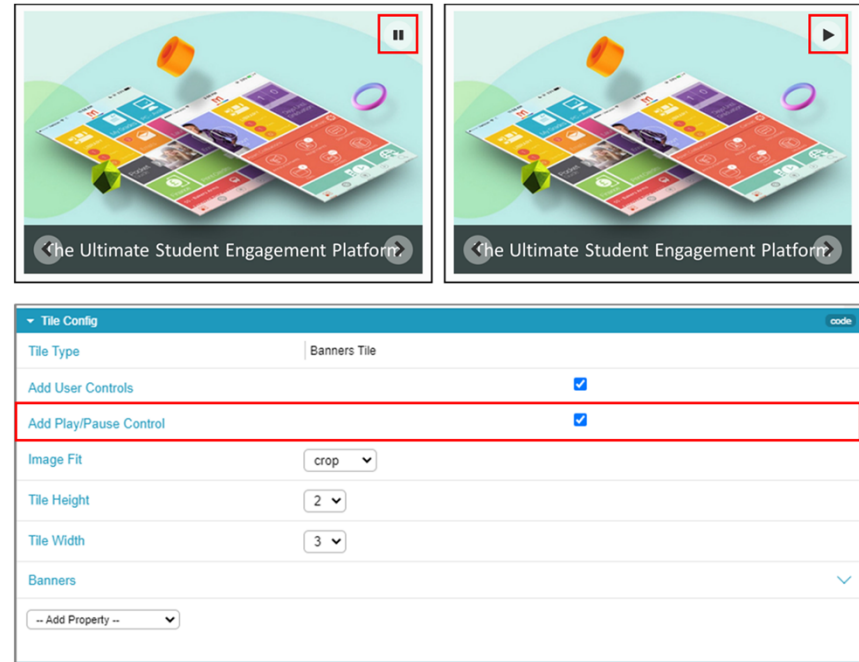 The Ultimate Student Engagement Platform
The Ultimate Student Engagement Platform
Tile Config
code
Tile Type
Banners Tile
Add User Controls
Add Play/Pause Control
Image Fit
crop
Tile Height
2
Tile Width
3
Banners
-- Add Property --